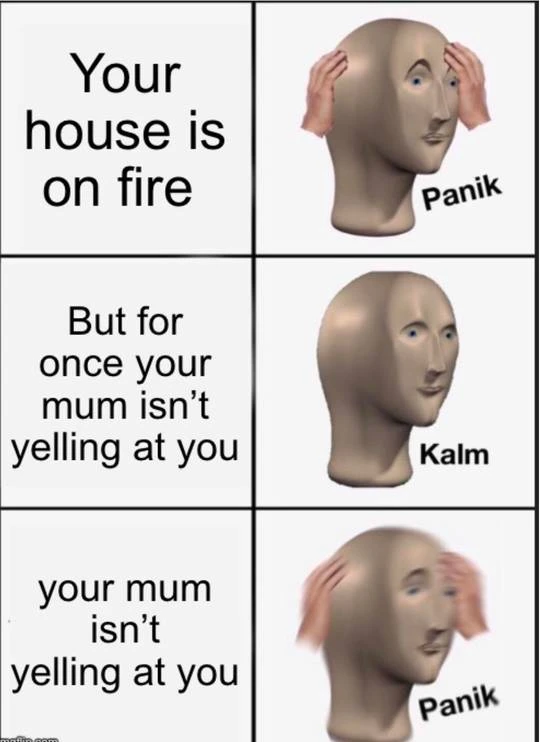 Your
house is
on fire
Panik
But for
once your
mum isn't
yelling at you
Kalm
your mum
isn't
yelling at you
Panik